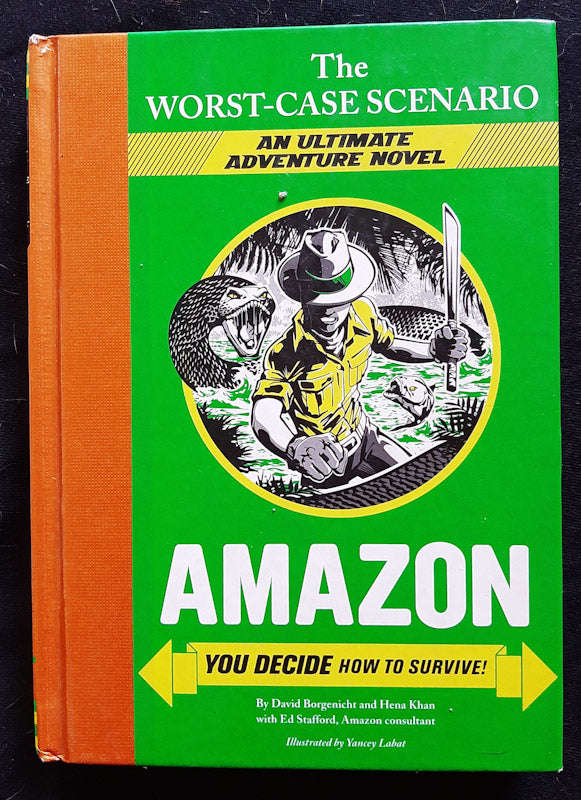 The
WORST-CASE SCENARIO
AN ULTIMATE
ADVENTURE NOVEL
AMAZON
YOU DECIDE HOW TO SURVIVE!
By David Borgenicht and Hena Khan
with Ed Stafford, Amazon consultant
Illustrated by Yancey Labat